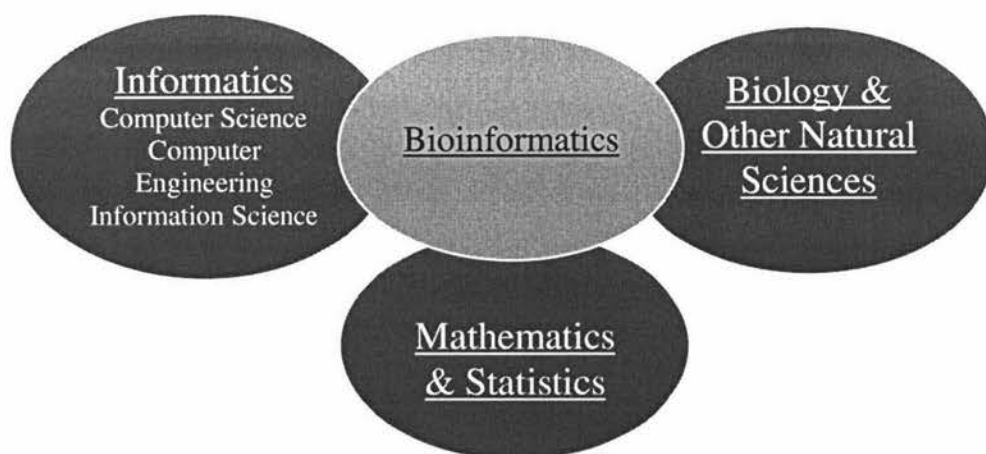 Informatics
Computer Science
Computer
Engineering
Information Science
Bioinformatics
Biology &
Other Natural
Sciences
Mathematics
& Statistics